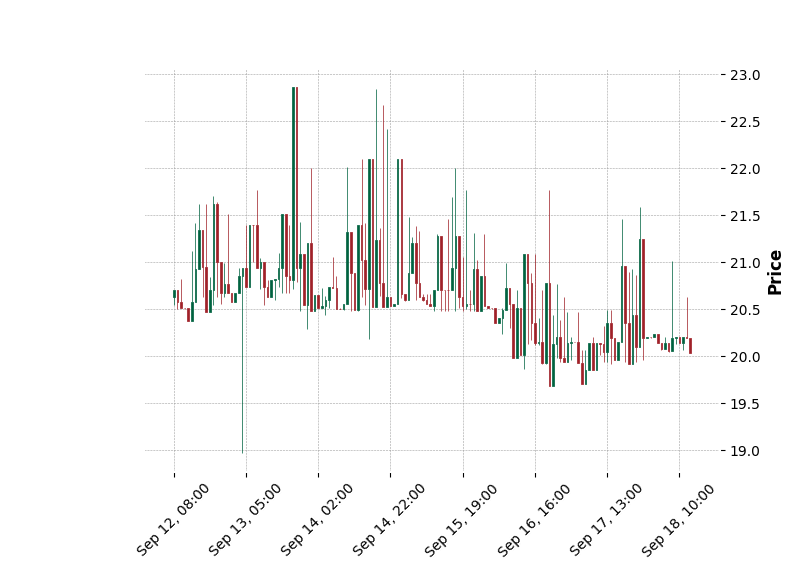 23.0
22.5
22.0
21.5
21.0
20.5
20.0
19.5
19.0
Price
Sep 12, 08:00
Sep 13, 05:00
Sep 14, 02:00
Sep 14, 22:00
Sep 15, 19:00
Sep 16, 16:00
Sep 17, 13:00
Sep 18, 10:00